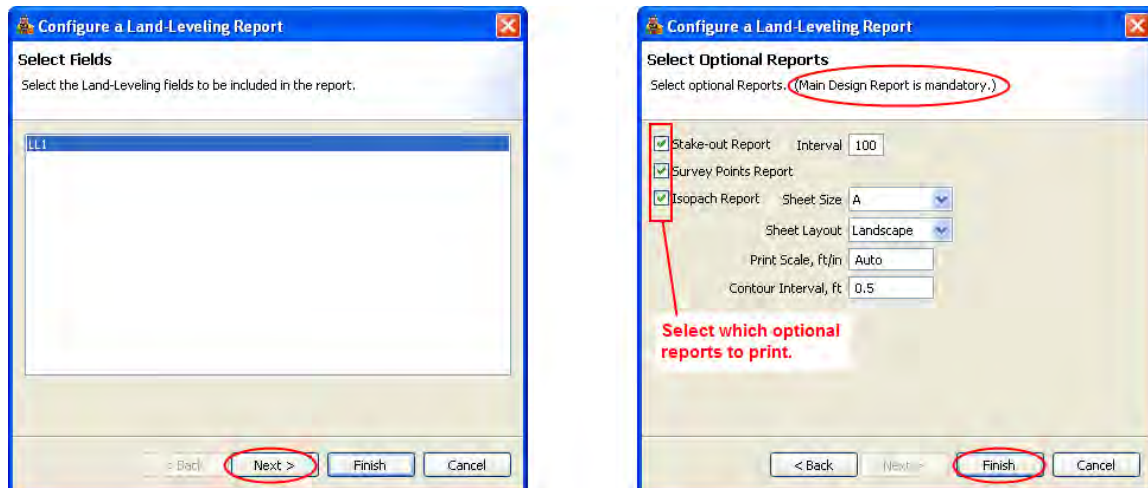 Configure a Land-Leveling Report
Select Fields
Select the Land-Leveling fields to be included in the report.
LL1
< Back
Next >
Finish
Cancel
Configure a Land-Leveling Report
Select Optional Reports
Select optional Reports. (Main Design Report is mandatory.)
Stake-out Report Interval 100
Survey Points Report
Isopach Report Sheet Size A
Sheet Layout Landscape
Print Scale, ft/in Auto
Contour Interval, ft 0.5
Select which optional
reports to print.
< Back
Next >
Finish
Cancel